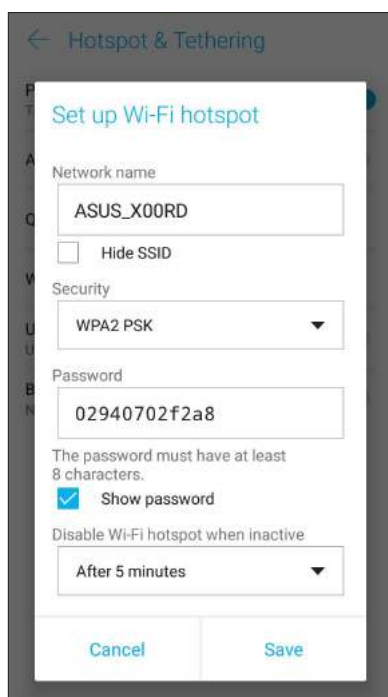 Hotspot & Tethering
P
T
Set up Wi-Fi hotspot
A
Network name
ASUS_X00RD
Q
Hide SSID
W
Security
WPA2 PSK
U
U
Password
B
02940702f2a8
N
The password must have at least
8 characters.
Show password
Disable Wi-Fi hotspot when inactive
After 5 minutes
Cancel
Save